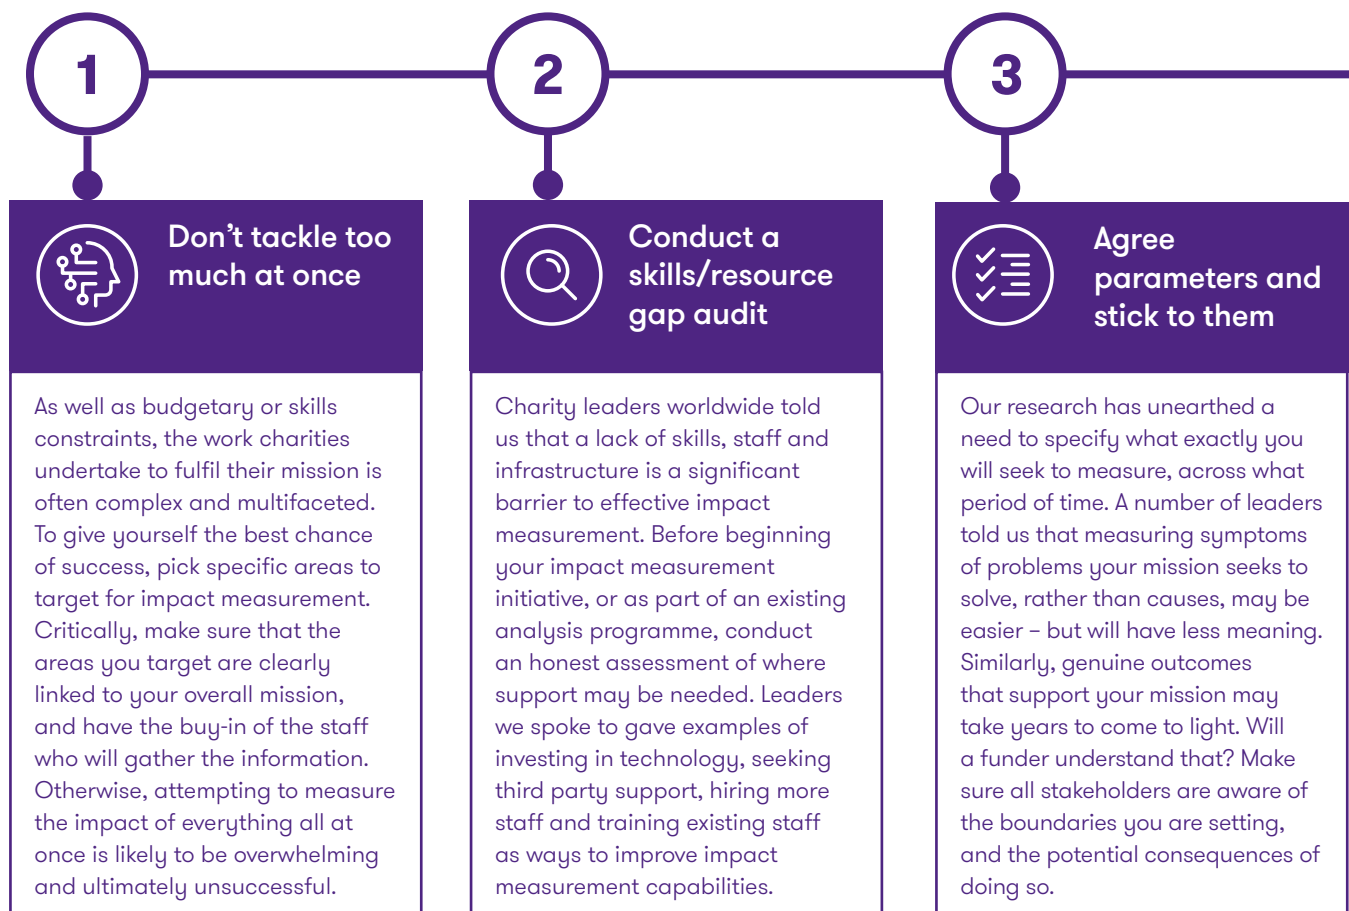 1
2
3
Don't tackle too
much at once
As well as budgetary or skills
constraints, the work charities
undertake to fulfil their mission is
often complex and multifaceted.
To give yourself the best chance
of success, pick specific areas to
target for impact measurement.
Critically, make sure that the
areas you target are clearly
linked to your overall mission,
and have the buy-in of the staff
who will gather the information.
Otherwise, attempting to measure
the impact of everything all at
once is likely to be overwhelming
and ultimately unsuccessful.
Conduct a
skills/resource
gap audit
Charity leaders worldwide told
us that a lack of skills, staff and
infrastructure is a significant
barrier to effective impact
measurement. Before beginning
your impact measurement
initiative, or as part of an existing
analysis programme, conduct
an honest assessment of where
support may be needed. Leaders
we spoke to gave examples of
investing in technology, seeking
third party support, hiring more
staff and training existing staff
as ways to improve impact
measurement capabilities.
Agree
parameters and
stick to them
Our research has unearthed a
need to specify what exactly you
will seek to measure, across what
period of time. A number of leaders
told us that measuring symptoms
of problems your mission seeks to
solve, rather than causes, may be
easier – but will have less meaning.
Similarly, genuine outcomes
that support your mission may
take years to come to light. Will
a funder understand that? Make
sure all stakeholders are aware of
the boundaries you are setting,
and the potential consequences of
doing so.